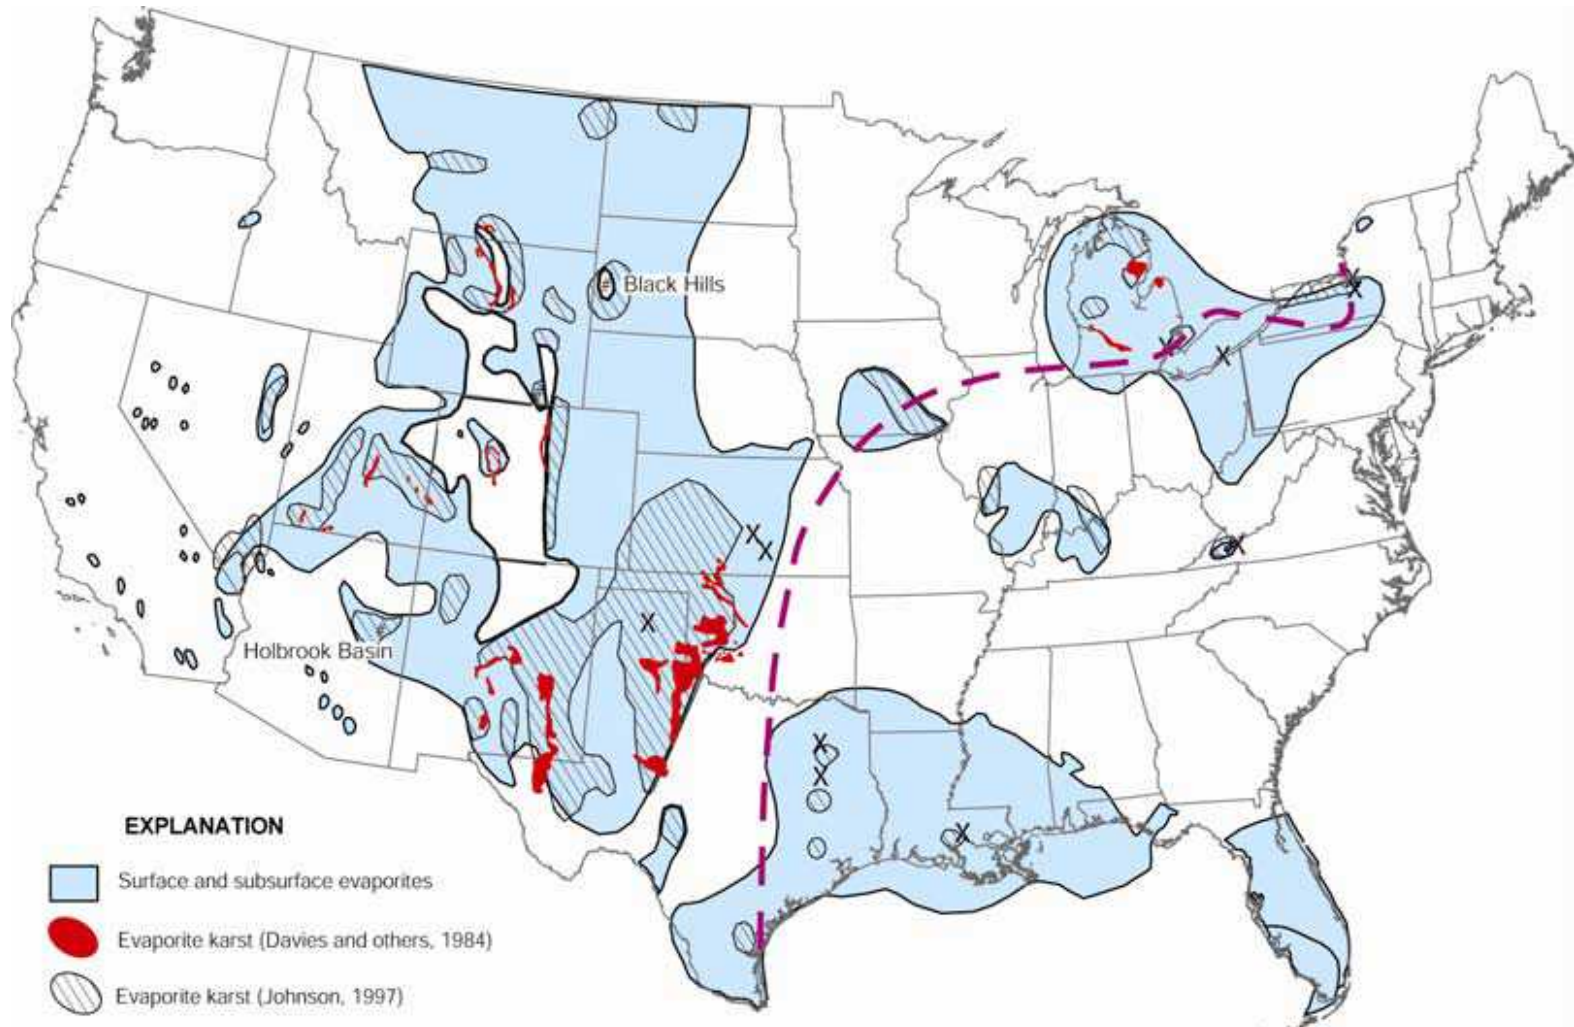 Black Hills
Holbrook Basin
EXPLANATION
Surface and subsurface evaporites
Evaporite karst (Davies and others, 1984)
Evaporite karst (Johnson, 1997)